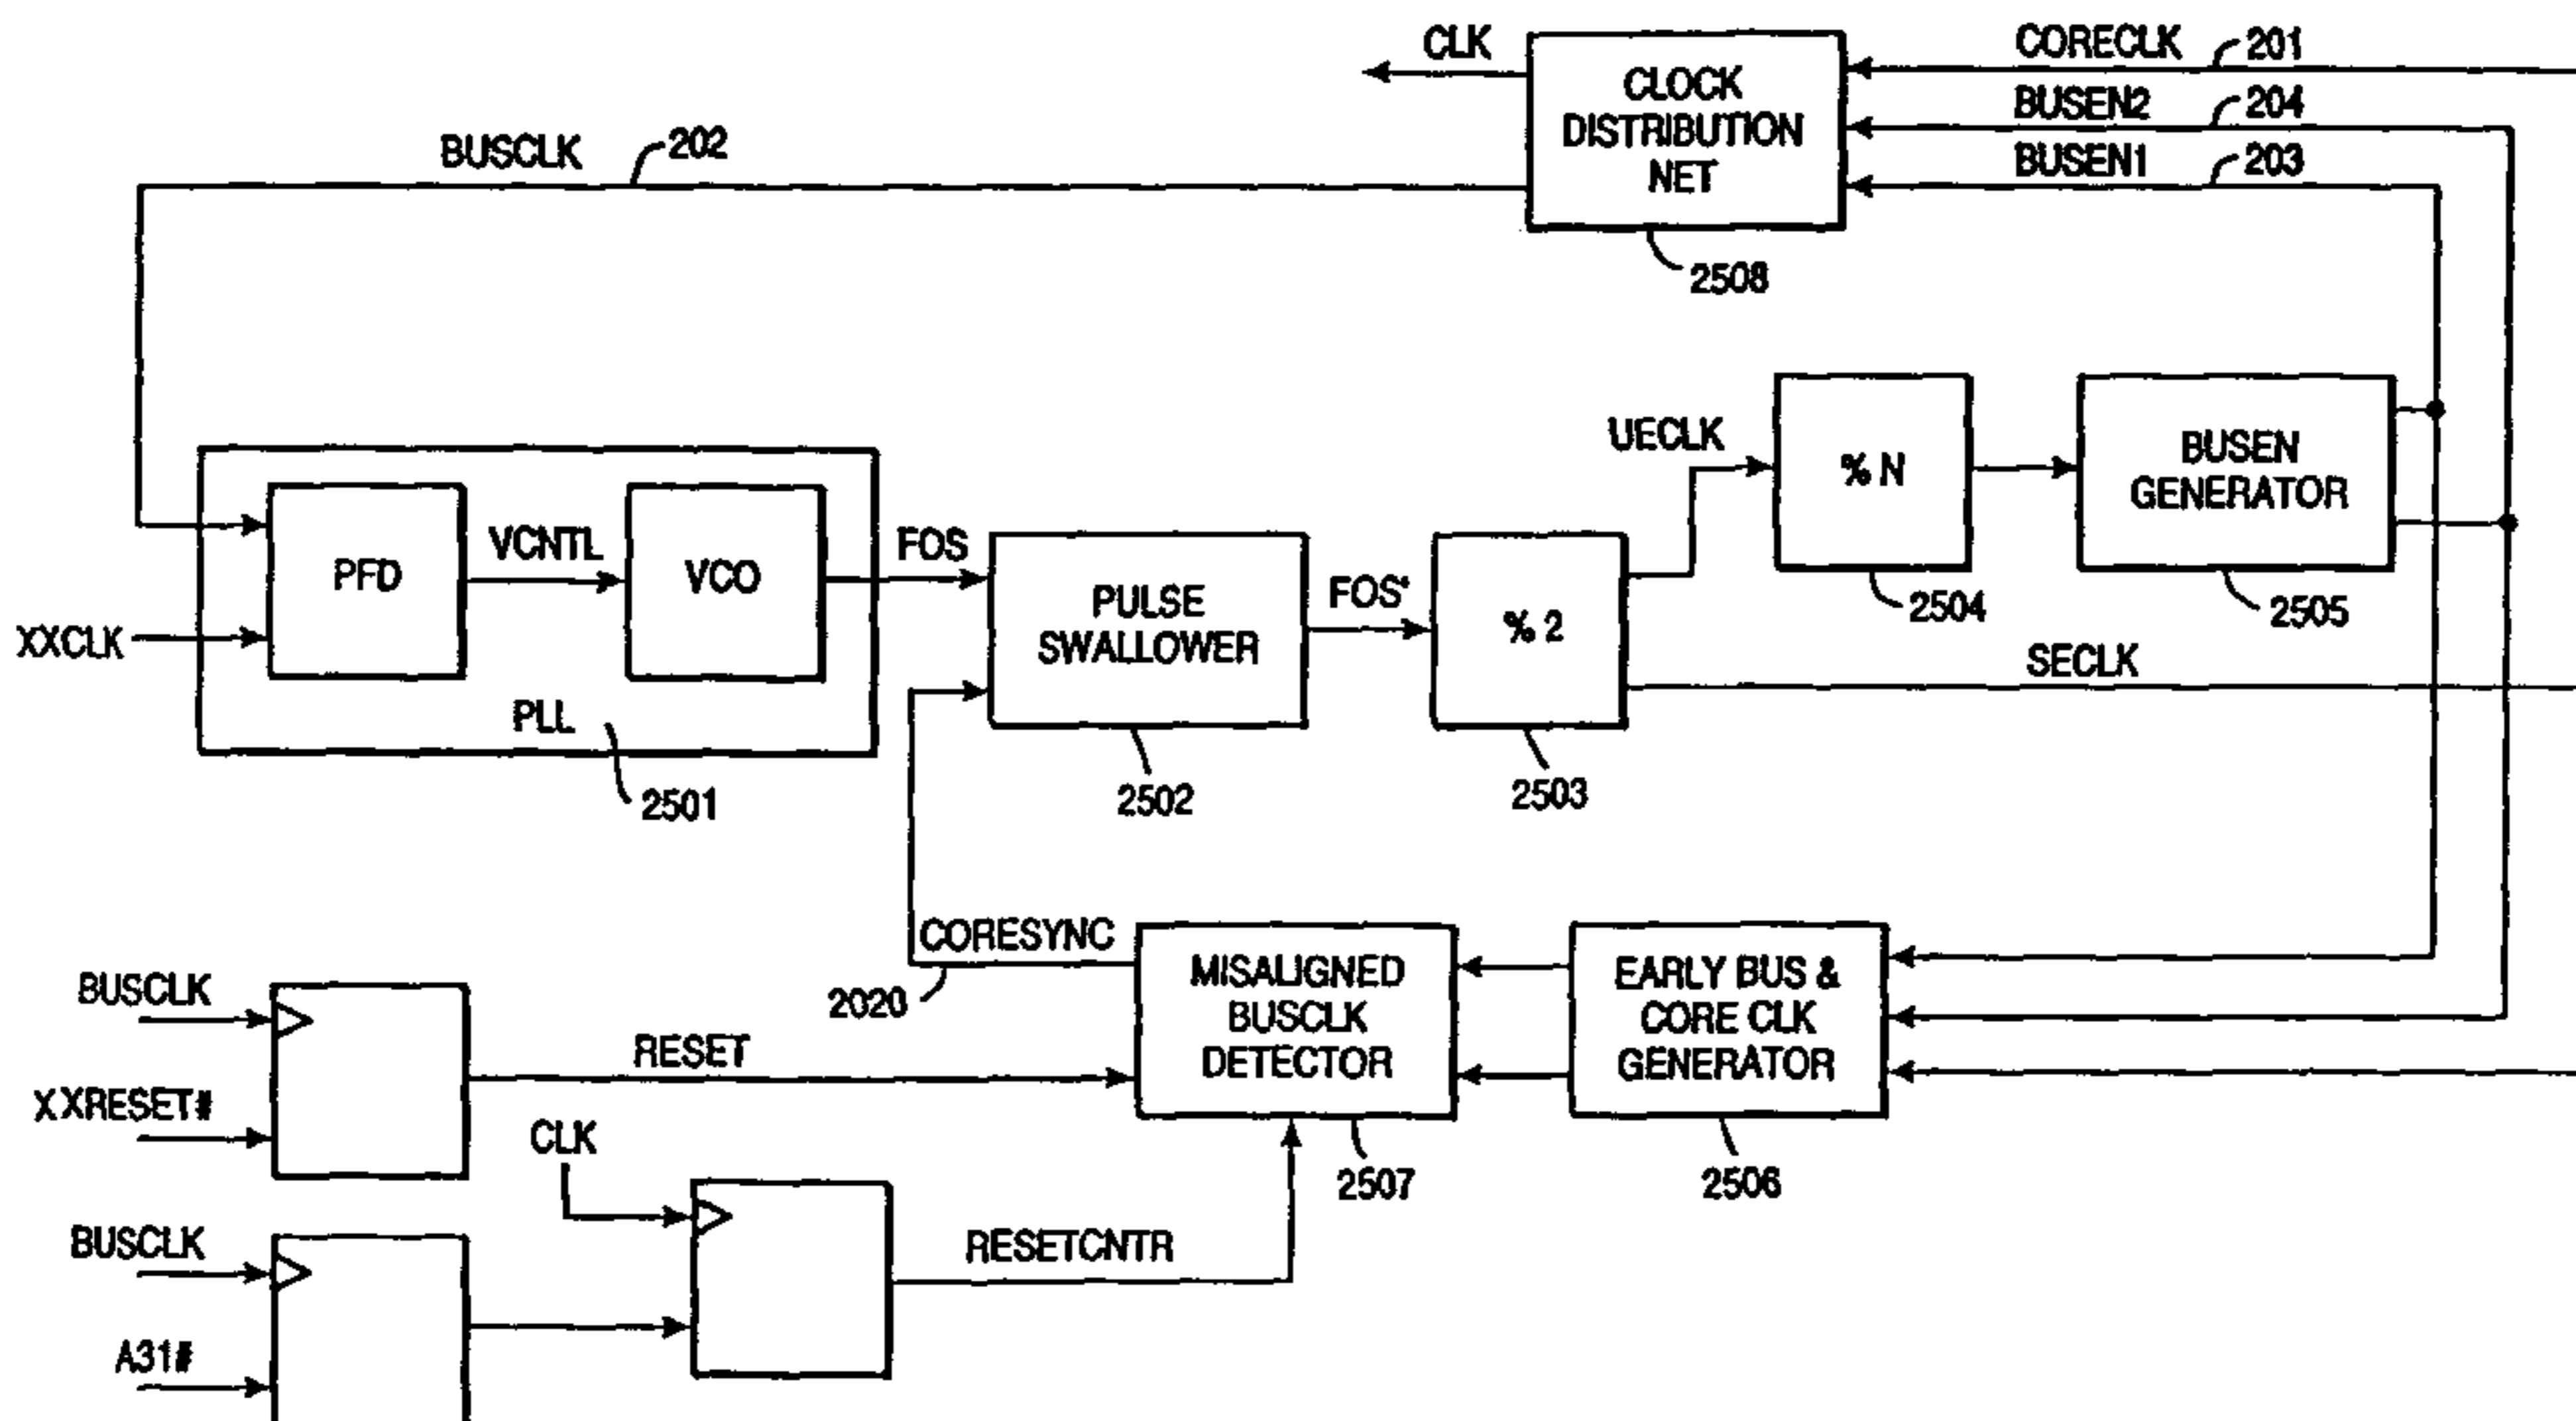 CLK
CLOCK
DISTRIBUTION
NET
2508
CORECLK
201
BUSEN2
204
BUSEN1
203
BUSCLK
202
XXCLK
PFD
VCNTL
VCO
PLL
2501
FOS
PULSE
SWALLOWER
2502
FOS'
% 2
2503
UECLK
% N
2504
BUSEN
GENERATOR
2505
SECLK
CORESYNC
2020
MISALIGNED
BUSCLK
DETECTOR
2507
EARLY BUS &
CORE CLK
GENERATOR
2506
BUSCLK
XXRESET#
RESET
CLK
BUSCLK
A31#
RESETCNTR